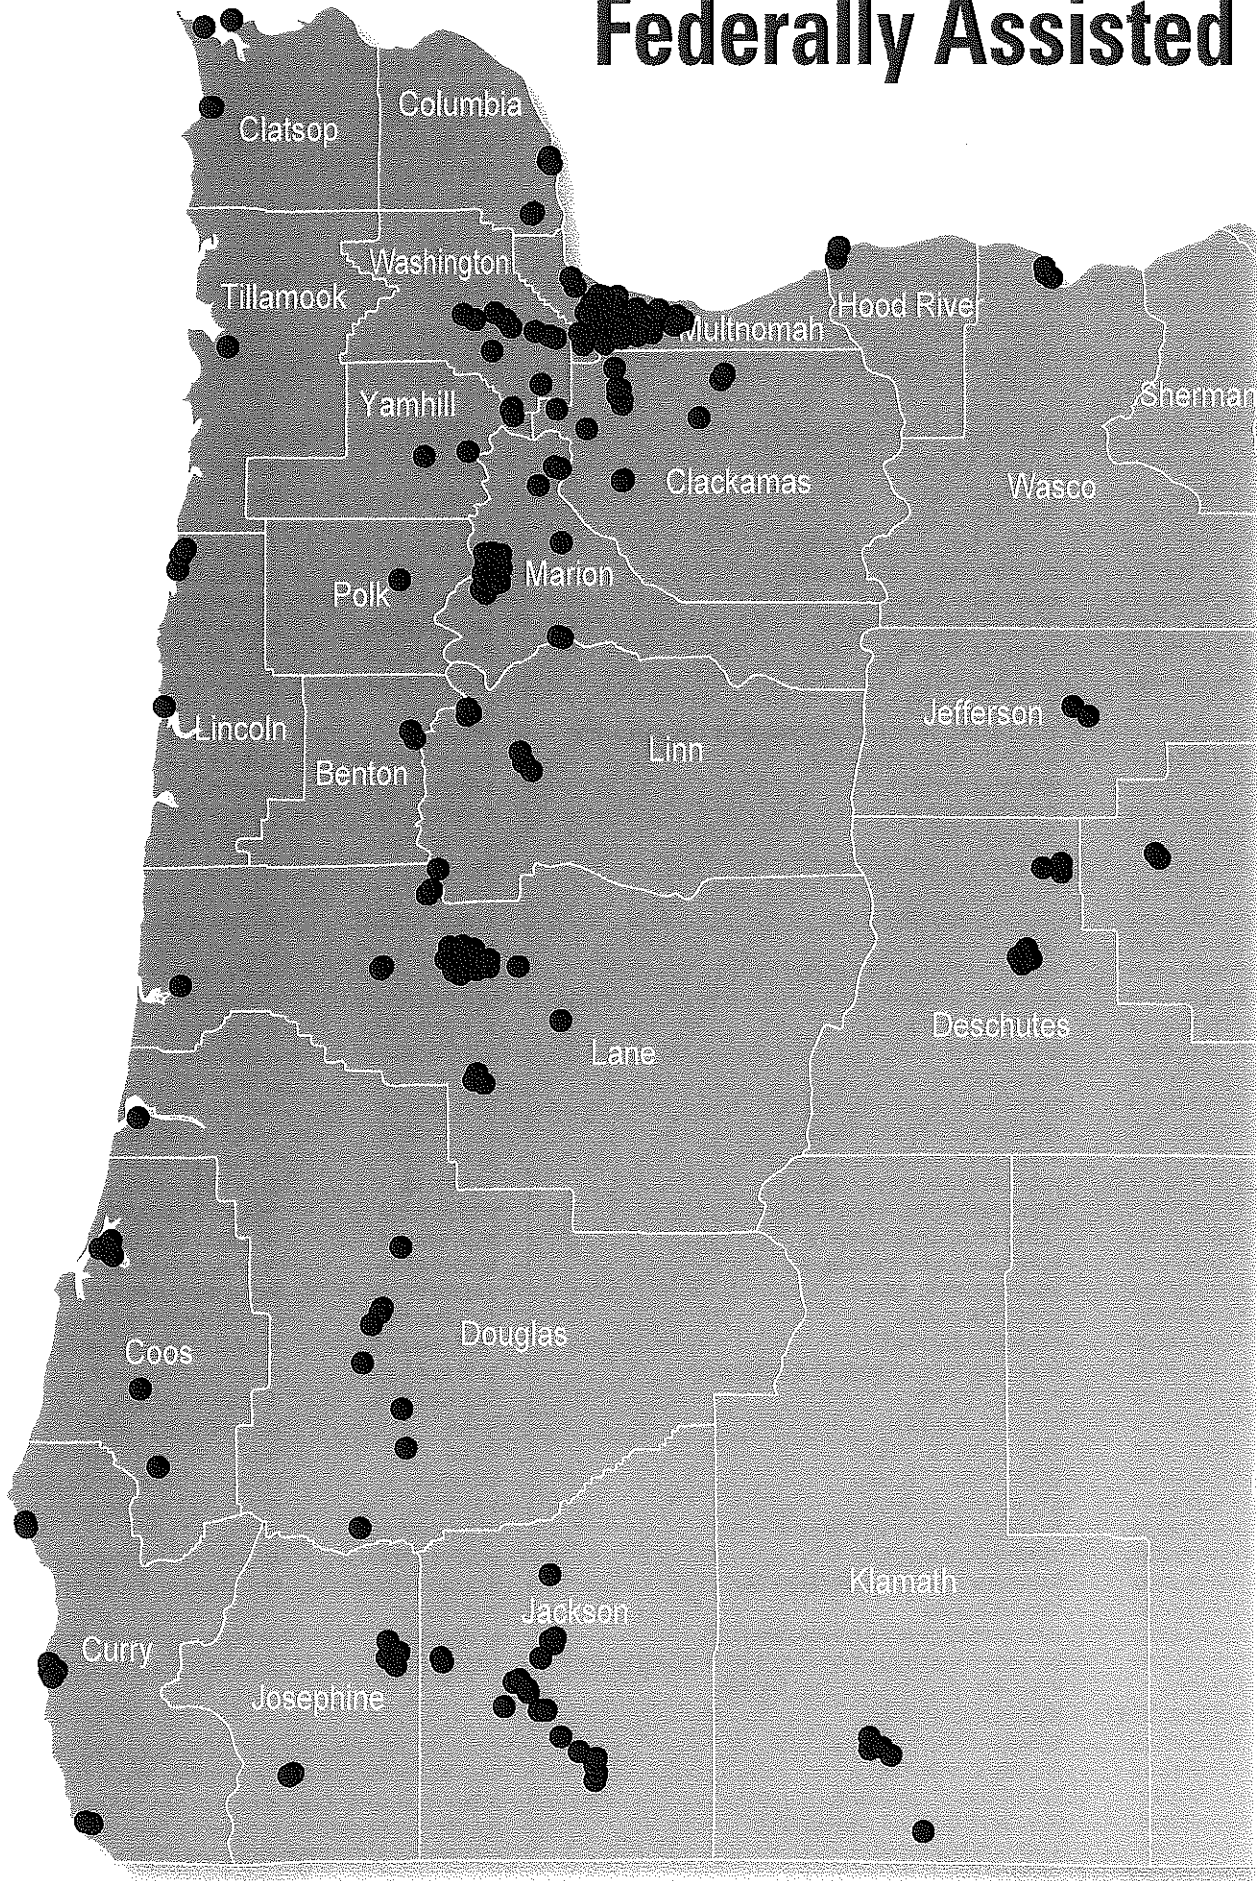 Federally Assisted
Columbia
Clatsop
Washington
Tillamook
Hood River
Multnomah
Yamhill
Sherman
Clackamas
Wasco
Marion
Polk
Jefferson
Lincoln
Linn
Benton
Deschutes
Lane
Douglas
Coos
Klamath
Jackson
Curry
Josephine